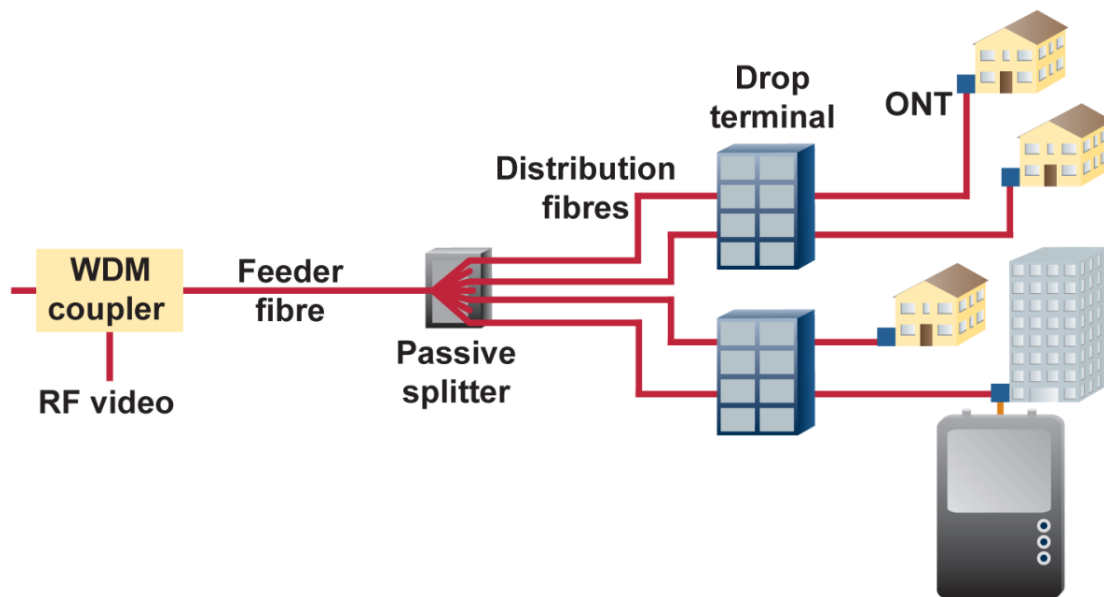 WDM
coupler
RF video
Feeder
fibre
Passive
splitter
Distribution
fibres
Drop
terminal
ONT